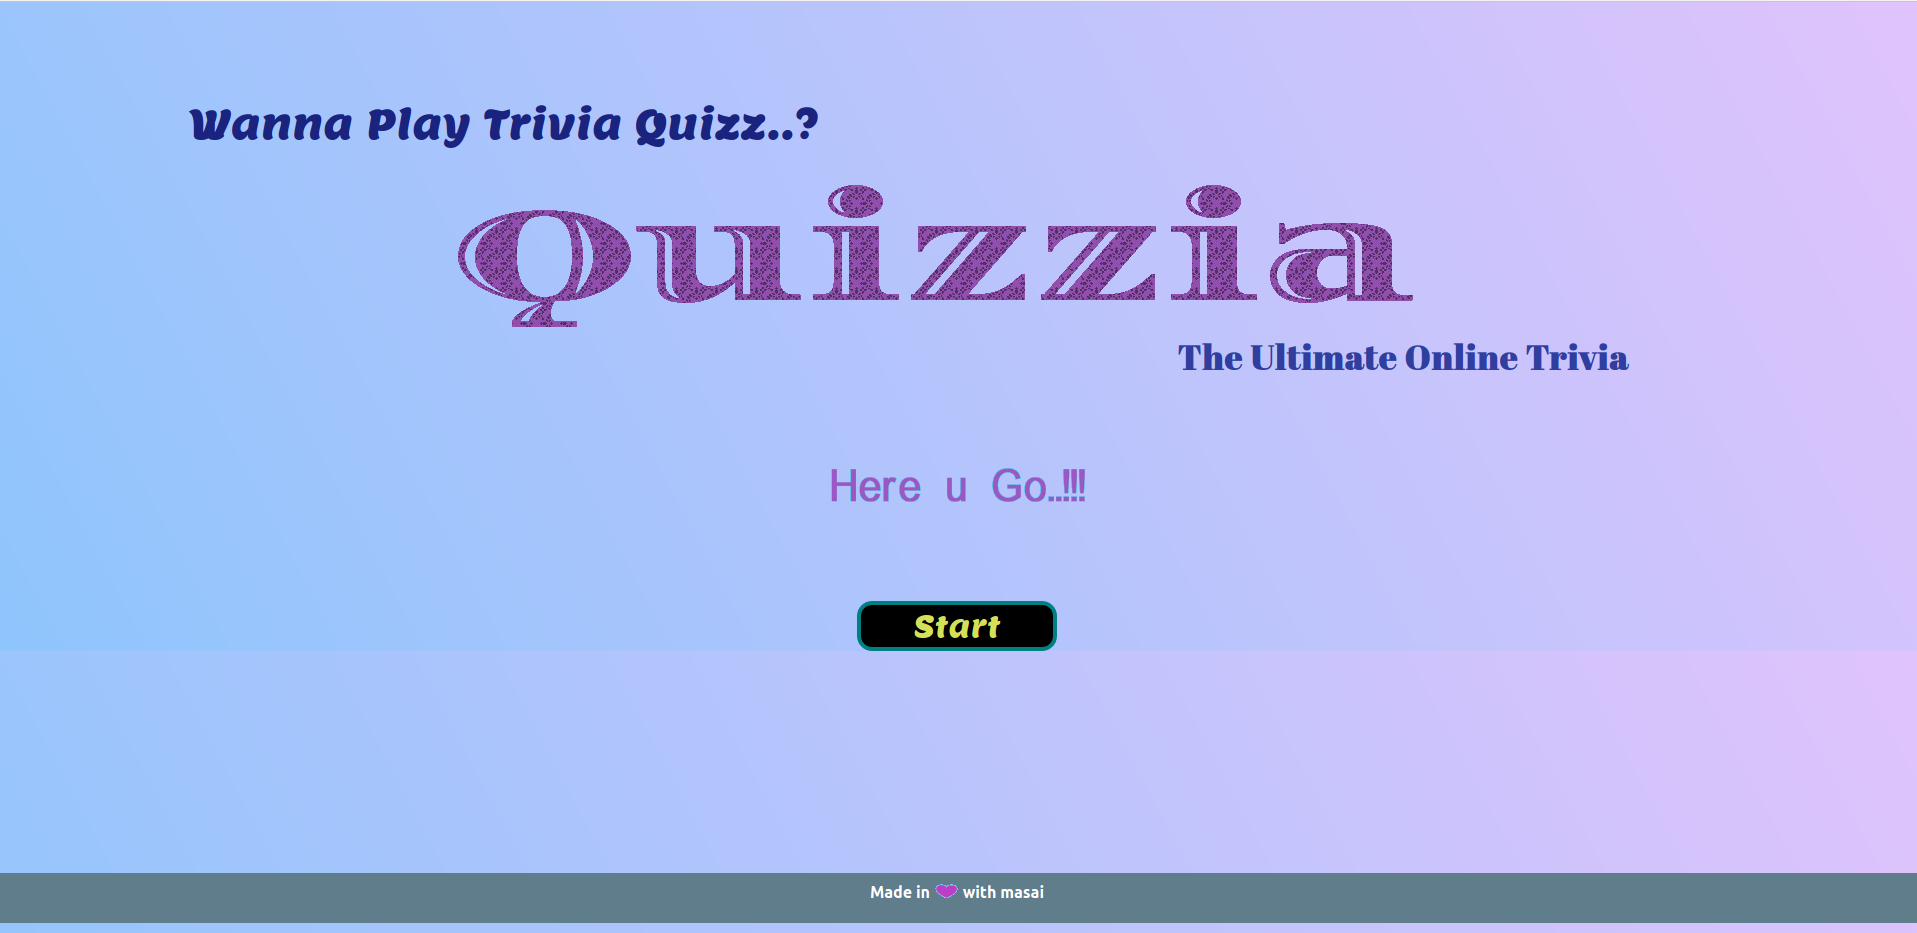 Wanna Play Trivia Quizz..?
Quizzia
The Ultimate Online Trivia
Here u Go..!!!
Start
Made in 💜 with masai